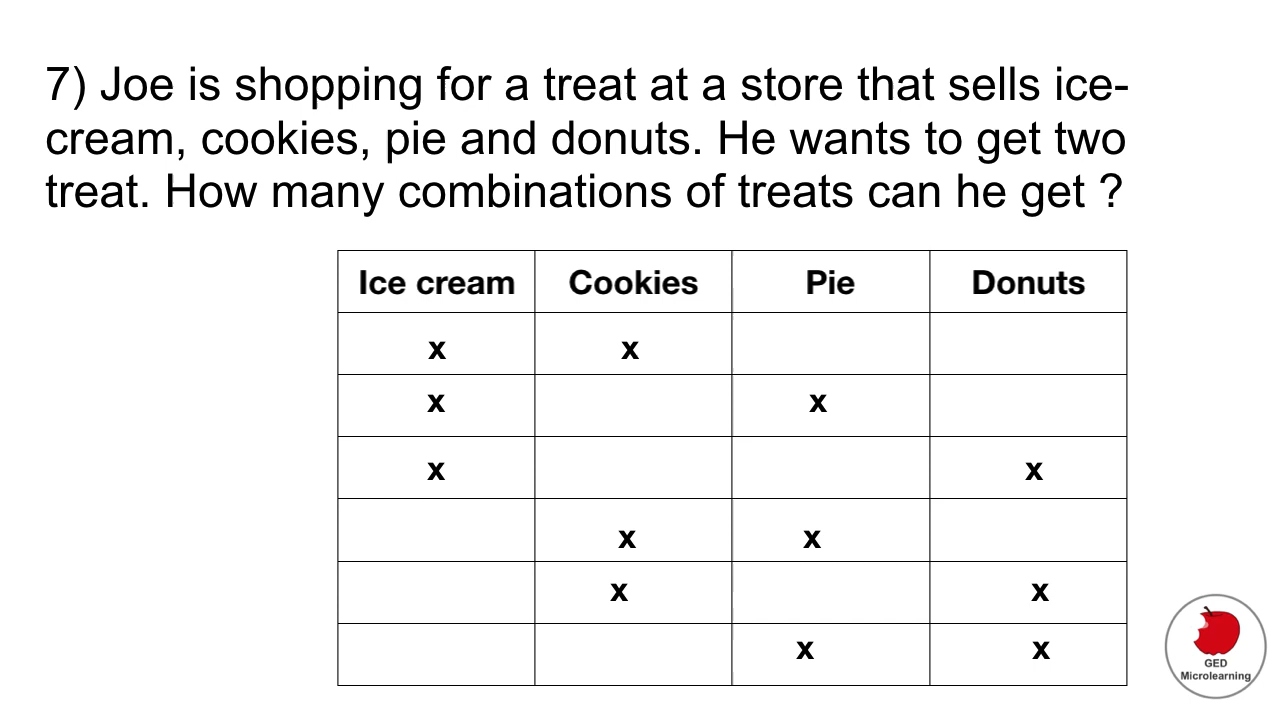 7) Joe is shopping for a treat at a store that sells ice-
cream, cookies, pie and donuts. He wants to get two
treat. How many combinations of treats can he get ?
Ice cream Cookies Pie Donuts
x x
x x
x x
x x
x x
x x
GED
Microlearning